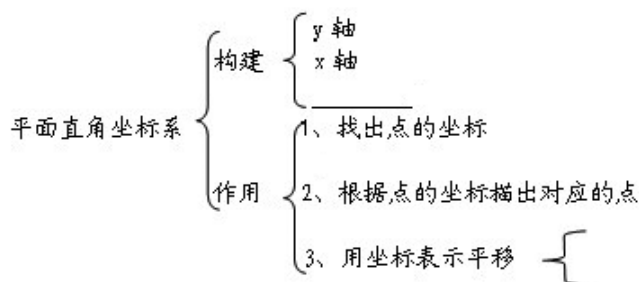 y 轴
构建
x 轴
平面直角坐标系
1、找出点的坐标
作用
2、根据点的坐标描出对应的点
3、用坐标表示平移